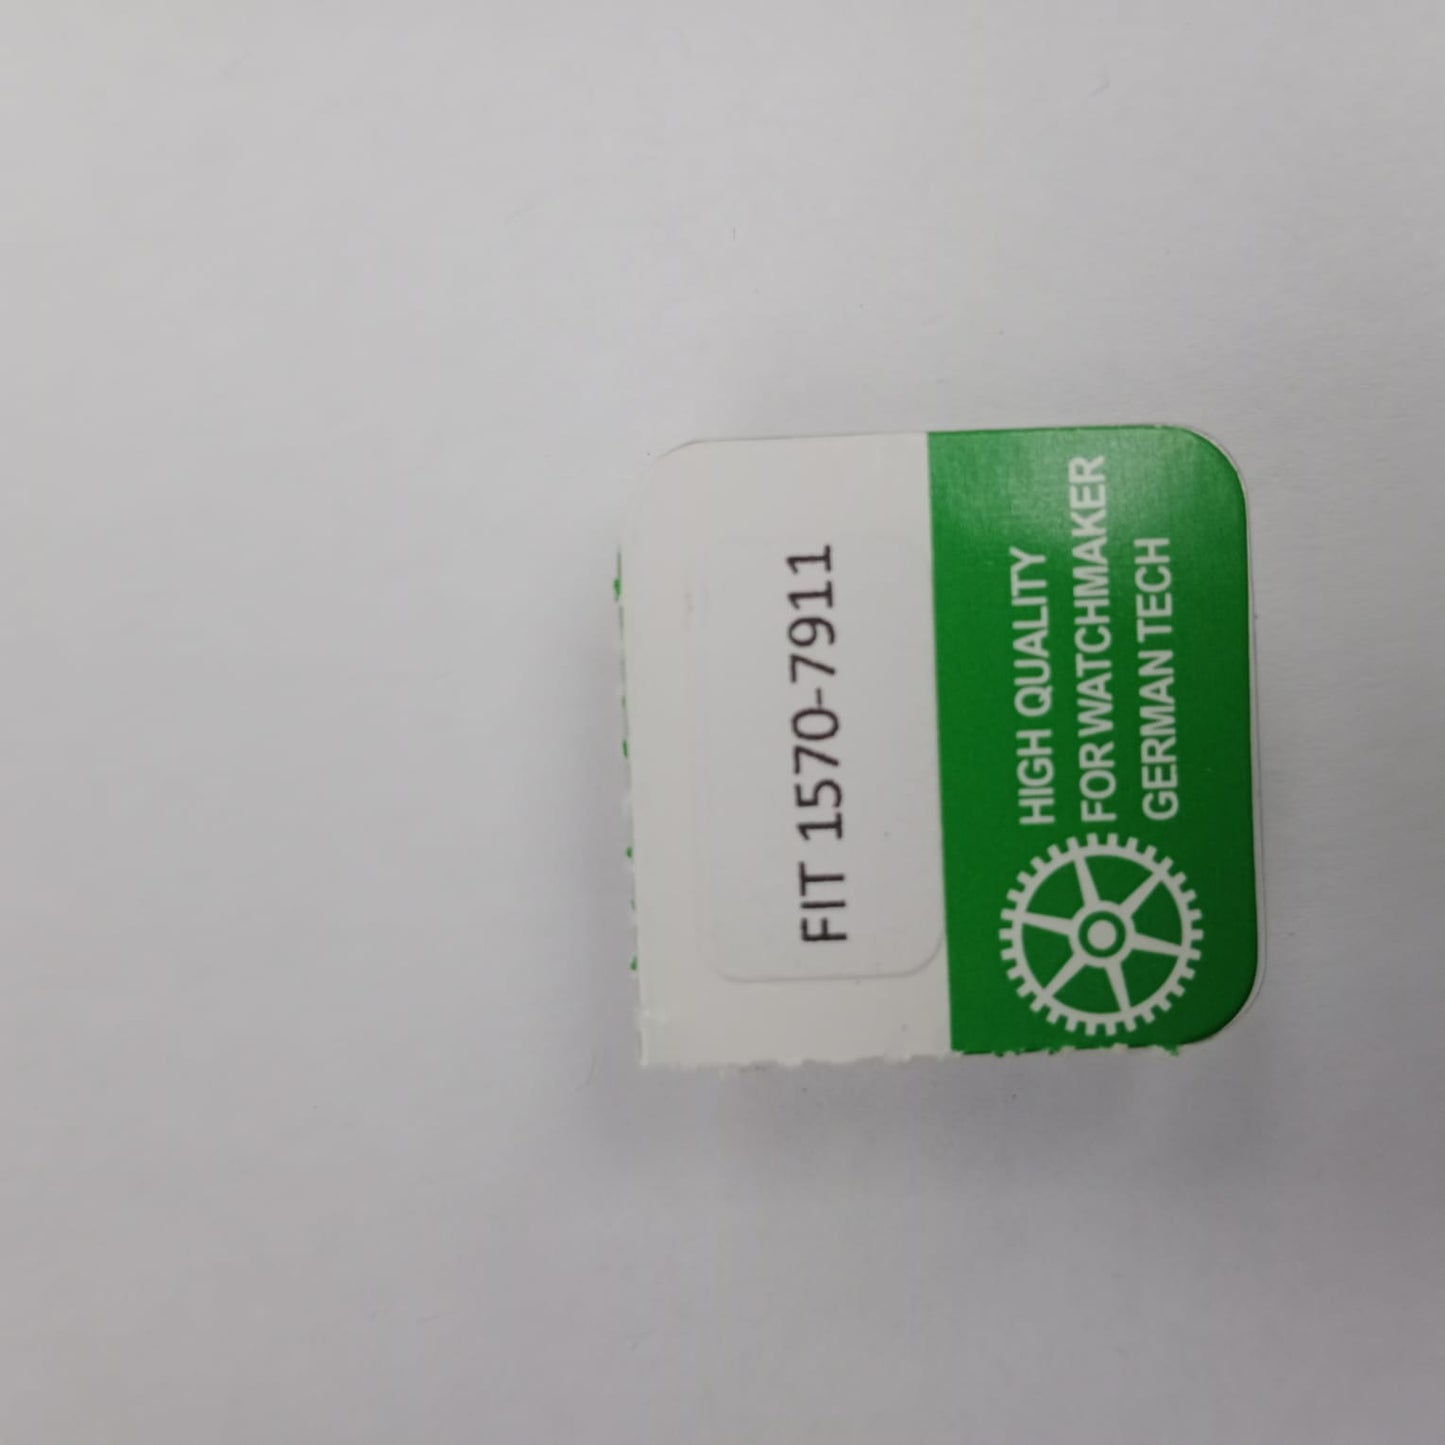 FIT 1570-7911
HIGH QUALITY
FOR WATCHMAKER
GERMAN TECH